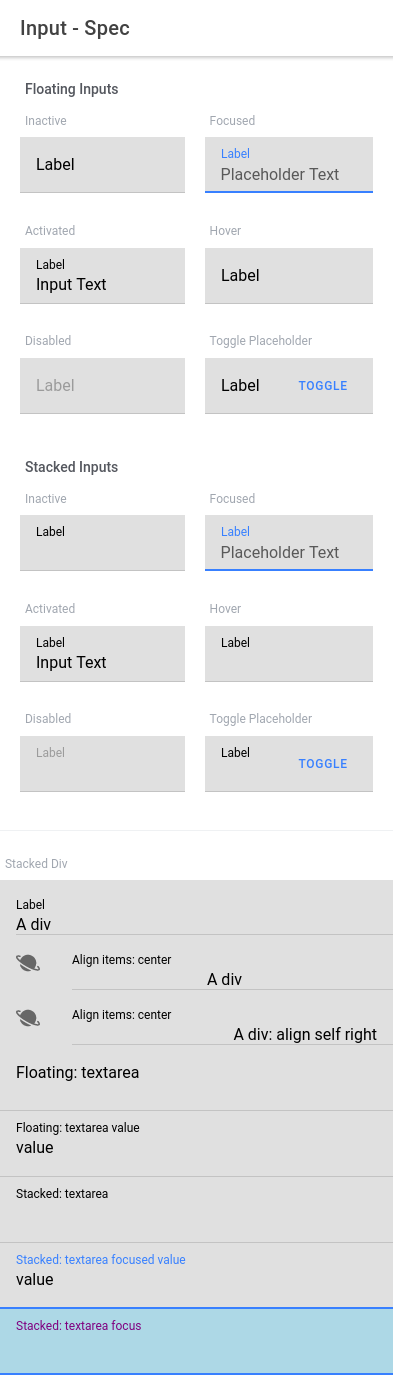 Input - Spec
Floating Inputs
Inactive
Focused
Label
Label
Placeholder Text
Activated
Hover
Label
Input Text
Label
Disabled
Toggle Placeholder
Label
Label TOGGLE
Stacked Inputs
Inactive
Focused
Label
Label
Placeholder Text
Activated
Hover
Label
Input Text
Label
Disabled
Toggle Placeholder
Label
Label
TOGGLE
Stacked Div
Label
A div
Align items: center
A div
Align items: center
A div: align self right
Floating: textarea
Floating: textarea value
value
Stacked: textarea
Stacked: textarea focused value
value
Stacked: textarea focus